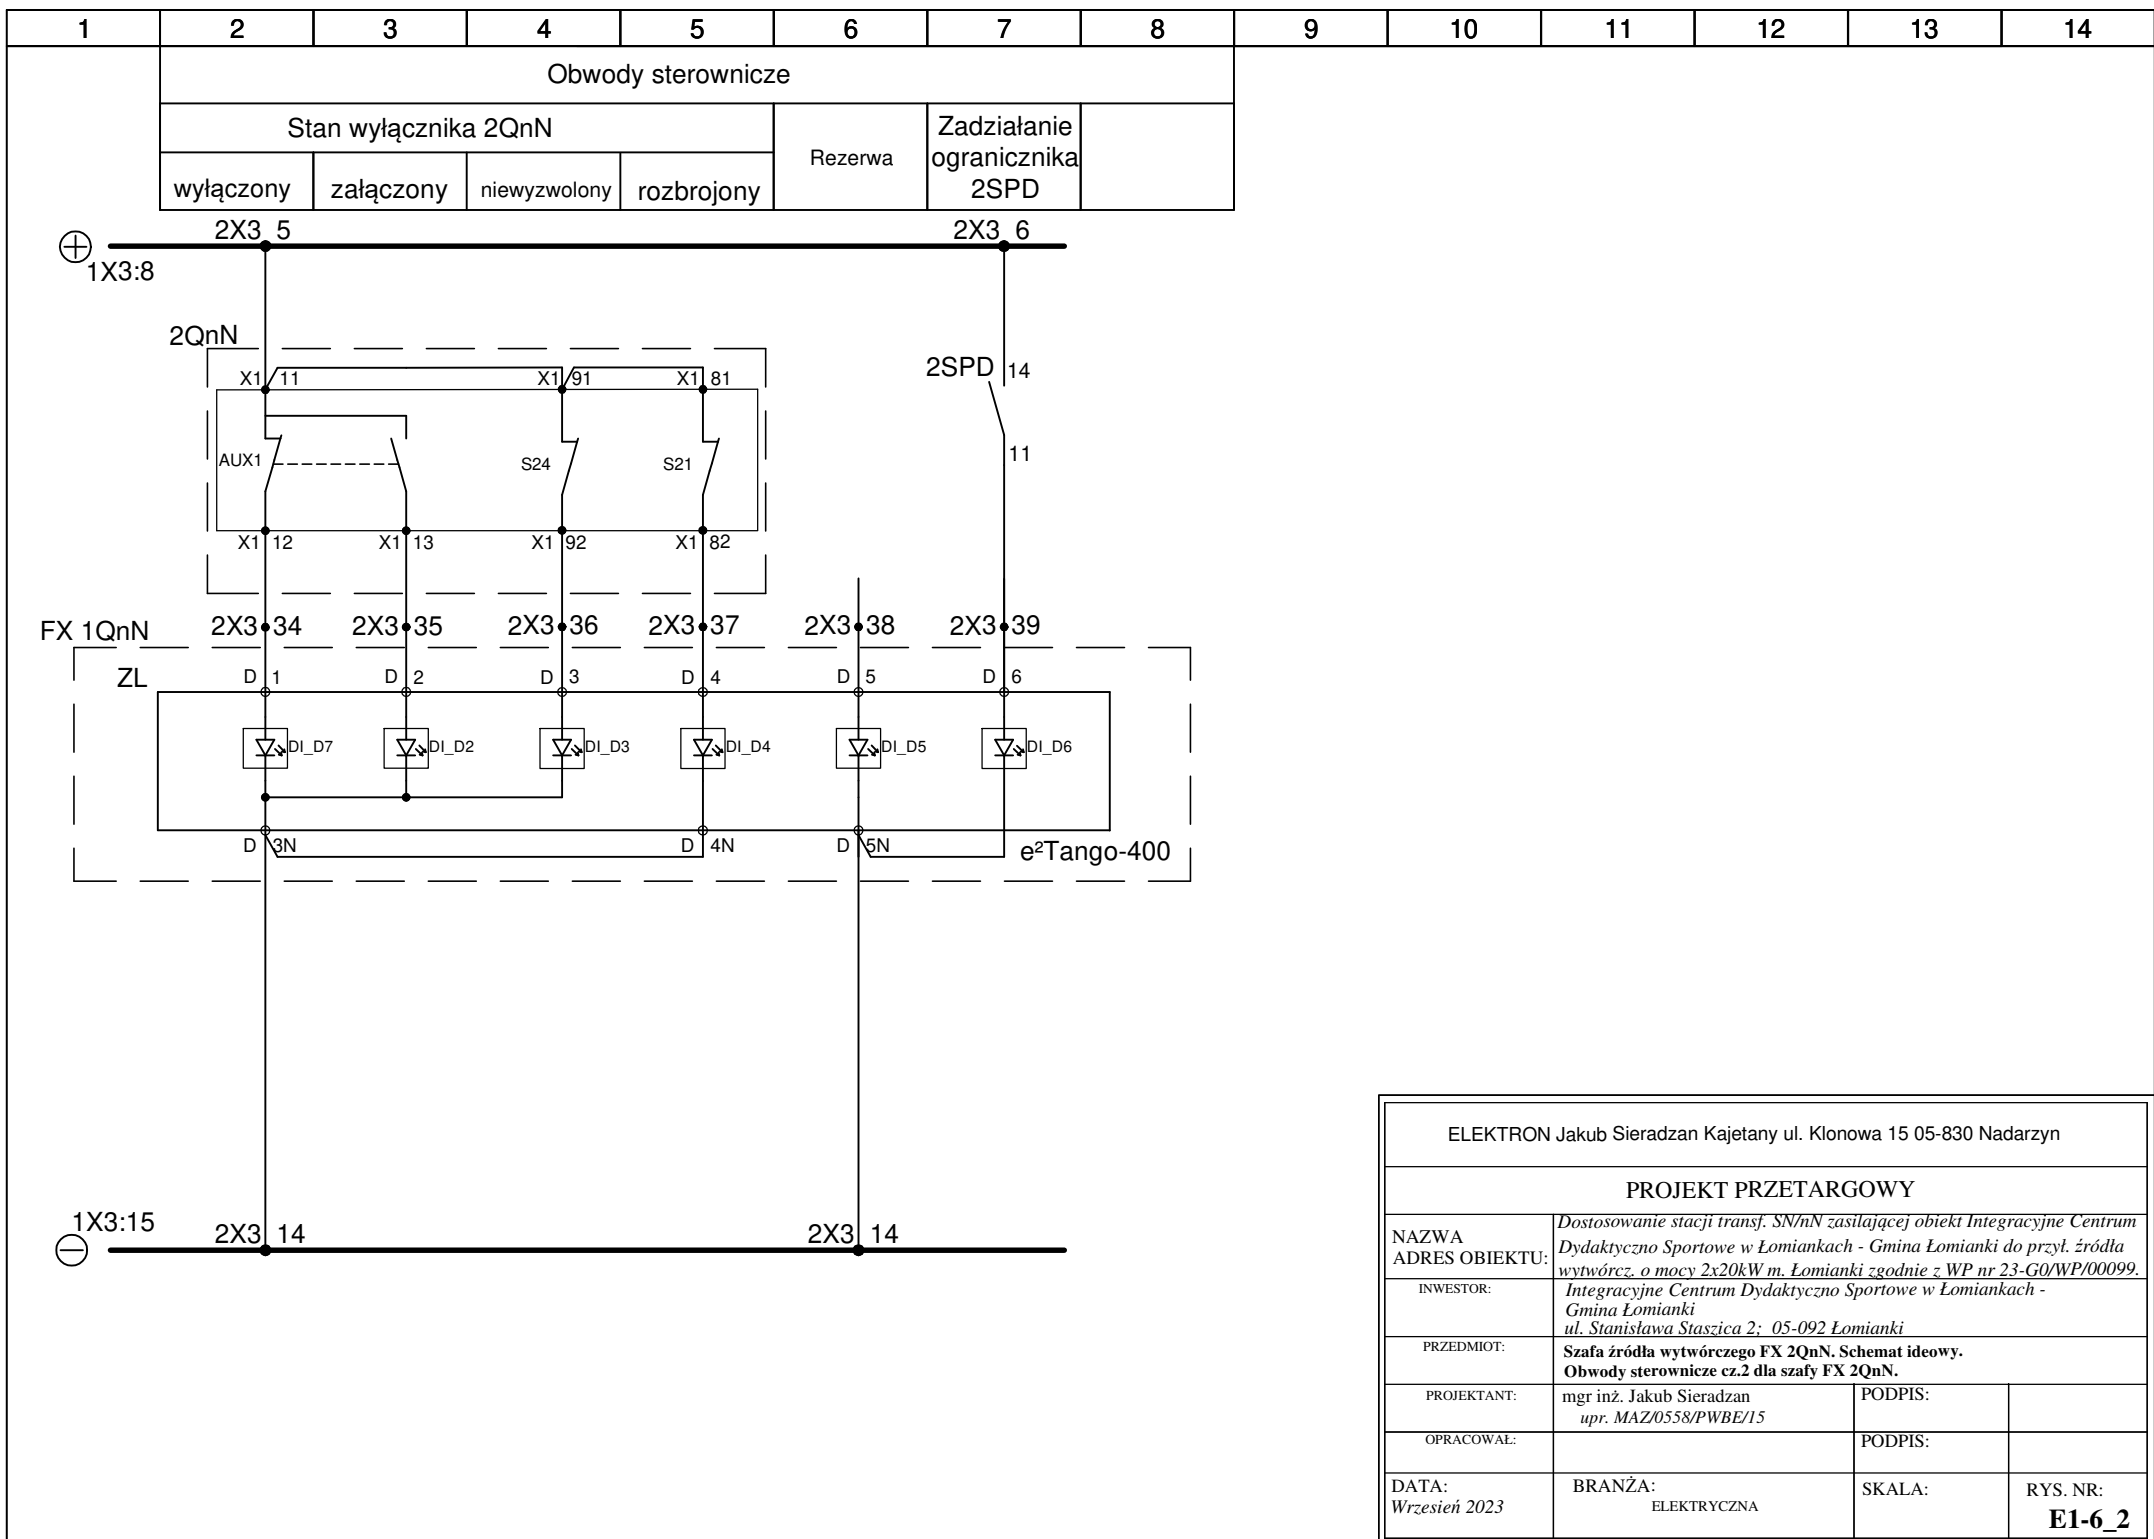 1 2 3 4 5 6 7 8 9 10 11 12 13 14
Obwody sterownicze
Stan wyłącznika 2QnN
Rezerwa
Zadziałanie
ogranicznika
2SPD
wyłączony załączony niewyzwolony rozbrojony
2X3 5 2X3 6
1X3:8
2QnN
X1 11 X1 91 X1 81
2SPD 14
AUX1 S24 S21
11
X1 12 X1 13 X1 92 X1 82
FX 1QnN 2X3 34 2X3 35 2X3 36 2X3 37 2X3 38 2X3 39
ZL D 1 D 2 D 3 D 4 D 5 D 6
DI_D7 DI_D2 DI_D3 DI_D4 DI_D5 DI_D6
D 3N D 4N D 5N e²Tango-400
1X3:15 2X3 14 2X3 14
ELEKTRON Jakub Sieradzan Kajetany ul. Klonowa 15 05-830 Nadarzyn
PROJEKT PRZETARGOWY
NAZWA
ADRES OBIEKTU:
Dostosowanie stacji transf. SN/nN zasilającej obiekt Integracyjne Centrum
Dydaktyczno Sportowe w Łomiankach - Gmina Łomianki do przył. źródła
wytwórcz. o mocy 2x20kW m. Łomianki zgodnie z WP nr 23-G0/WP/00099.
INWESTOR:
Integracyjne Centrum Dydaktyczno Sportowe w Łomiankach -
Gmina Łomianki
ul. Stanisława Staszica 2; 05-092 Łomianki
PRZEDMIOT:
Szafa źródła wytwórczego FX 2QnN. Schemat ideowy.
Obwody sterownicze cz.2 dla szafy FX 2QnN.
PROJEKTANT:
mgr inż. Jakub Sieradzan
upr. MAZ/0558/PWBE/15
PODPIS:
OPRACOWAŁ:
PODPIS:
DATA:
Wrzesień 2023
BRANŻA:
ELEKTRYCZNA
SKALA:
RYS. NR:
E1-6_2